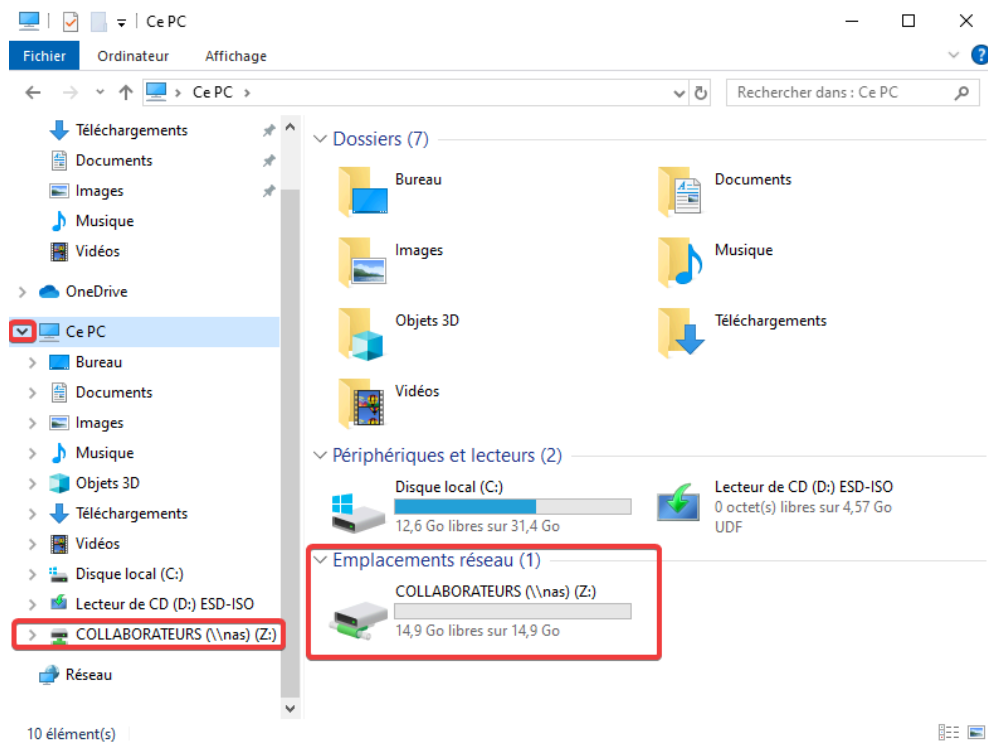 Ce PC
Fichier Ordinateur Affichage ?
Ce PC Rechercher dans : Ce PC
Téléchargements
Documents
Images
Musique
Vidéos
OneDrive
Ce PC
Bureau
Documents
Images
Musique
Objets 3D
Téléchargements
Vidéos
Disque local (C:)
Lecteur de CD (D:) ESD-ISO
COLLABORATEURS (\\nas) (Z:)
Réseau
Dossiers (7)
Bureau
Documents
Images
Musique
Objets 3D
Téléchargements
Vidéos
Périphériques et lecteurs (2)
Disque local (C:)
12,6 Go libres sur 31,4 Go
Lecteur de CD (D:) ESD-ISO
0 octet(s) libres sur 4,57 Go
UDF
Emplacements réseau (1)
COLLABORATEURS (\\nas) (Z:)
14,9 Go libres sur 14,9 Go
10 élément(s)